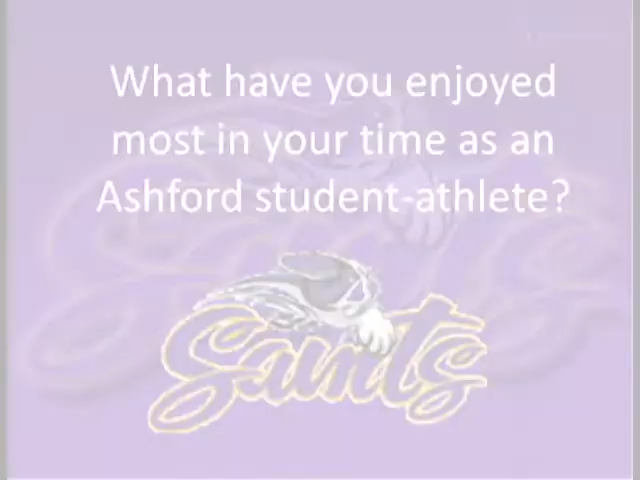 What have you enjoyed
most in your time as an
Ashford student-athlete?
Saints